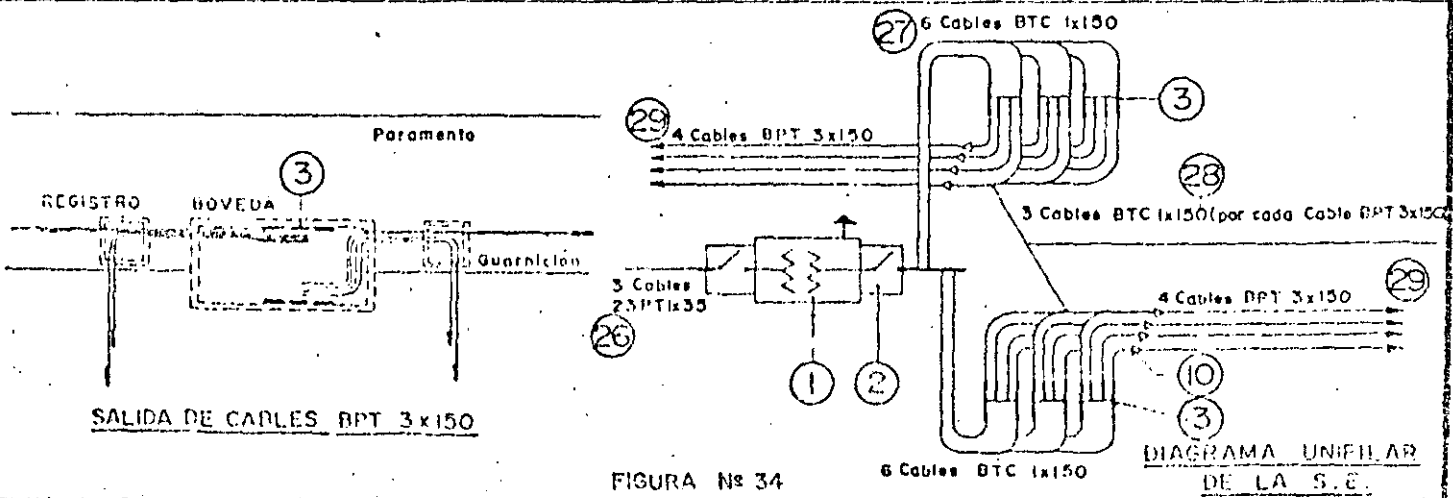 27 6 Cables BTC 1x150
3
29 4 Cables BPT 3x150
Paramento
3
28
REGISTRO BOVEDA
3 Cables BTC 1x150 (por cada Cable BPT 3x150
Guarnición
3 Cables
23PT1x35
26
4 Cables BPT 3x150
29
1
2
10
3
SALIDA DE CABLES BPT 3x150
6 Cables BTC 1x150
DIAGRAMA UNIFILAR
DE LA S.E.
FIGURA Nº 34